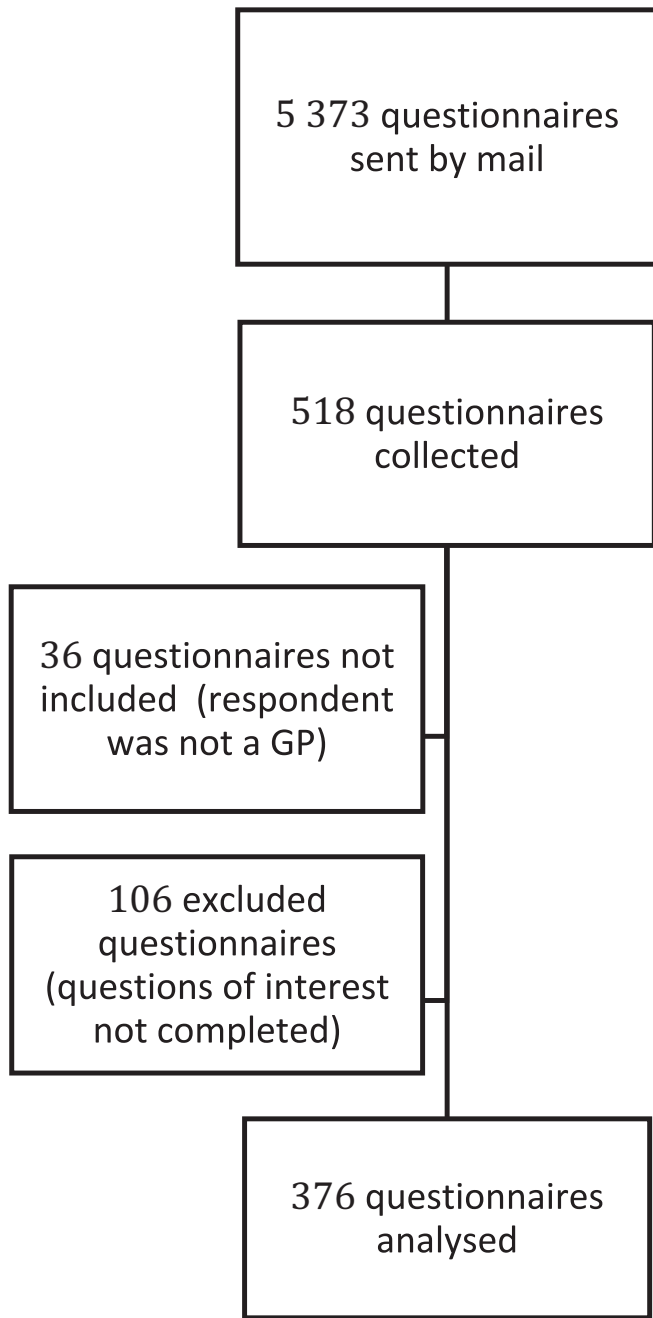 5 373 questionnaires
sent by mail
518 questionnaires
collected
36 questionnaires not
included (respondent
was not a GP)
106 excluded
questionnaires
(questions of interest
not completed)
376 questionnaires
analysed